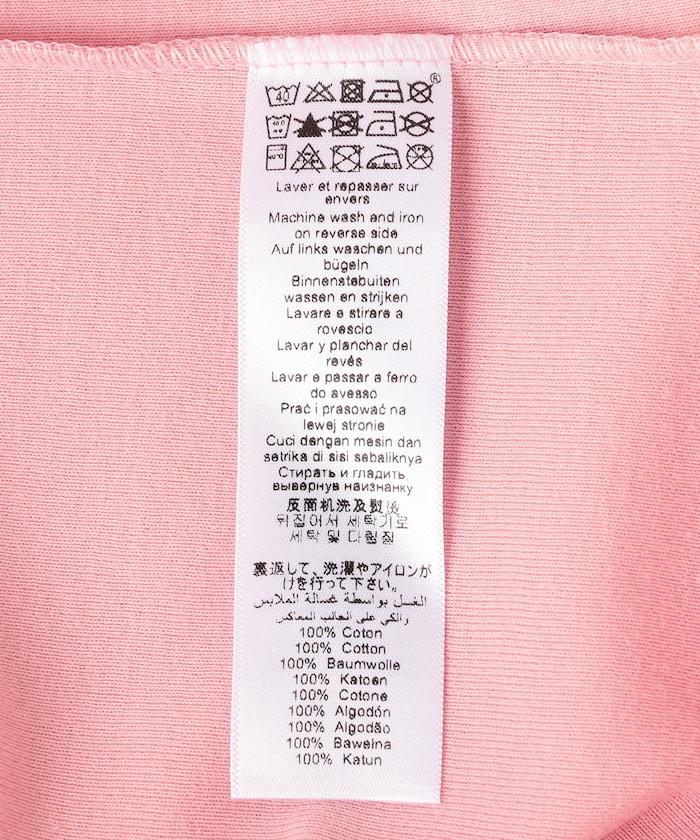 40 ®
Laver et repasser sur
envers
Machine wash and iron
on reverse side
Auf links waschen und
bügeln
Binnenstebuiten
wassen en strijken
Lavare e stirare a
rovescio
Lavar y planchar del
revés
Lavar e passar a ferro
do avesso
Prać i prasować na
lewej stronie
Cuci dengan mesin dan
setrika di sisi sebaliknya
Стирать и гладить,
вывернув наизнанку
反面机洗及熨烫
뒤집어서 세탁기로
세탁 및 다림질
裏返して、洗濯やアイロンが
けを行って下さい。
الغسل بواسطة غسالة الملابس
والكي على الجانب المعاكس
100% Coton
100% Cotton
100% Baumwolle
100% Katoen
100% Cotone
100% Algodón
100% Algodão
100% Bawełna
100% Katun